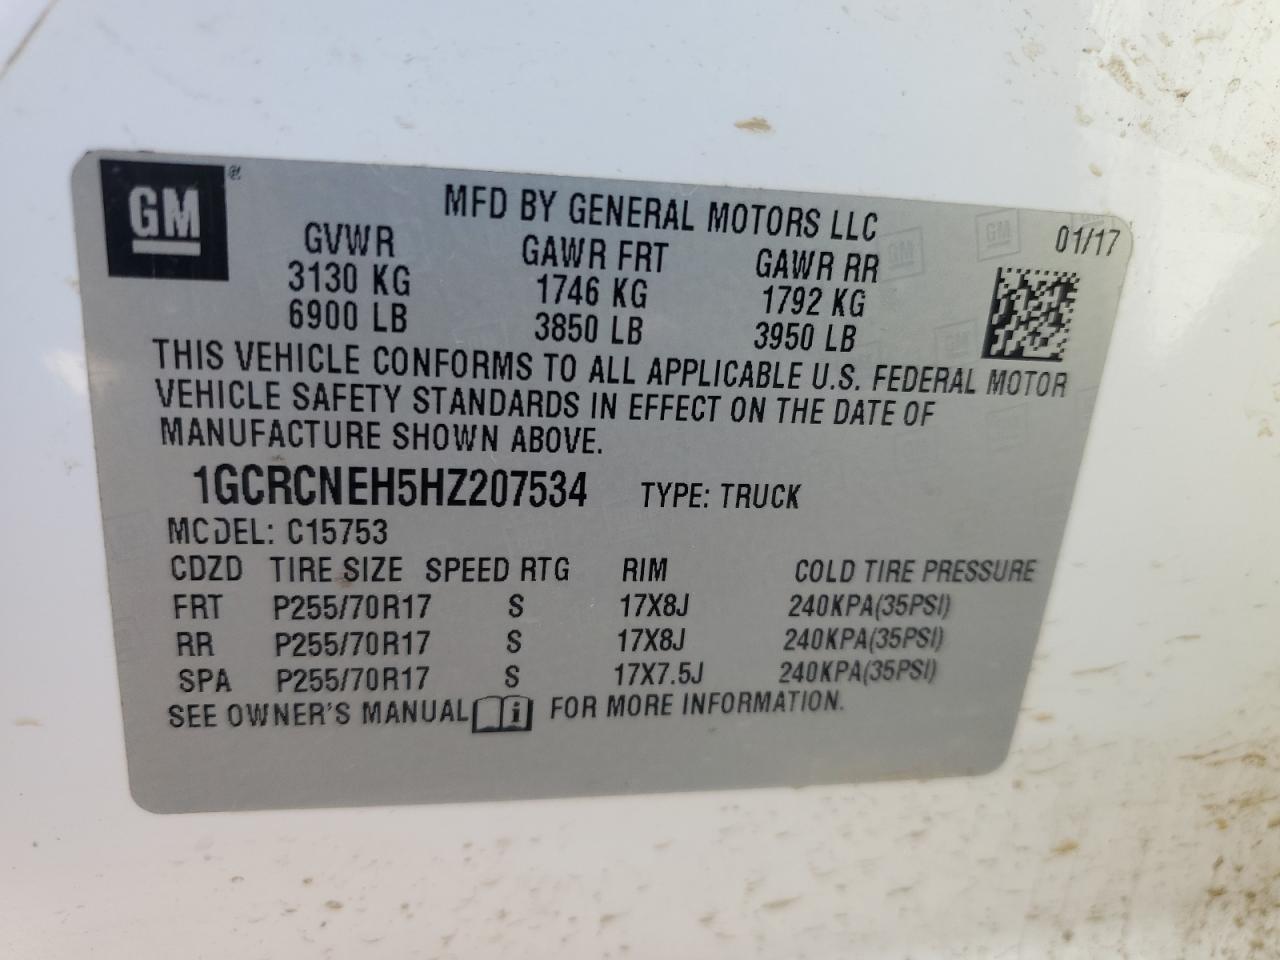 GM ®
MFD BY GENERAL MOTORS LLC
01/17
GVWR GAWR FRT GAWR RR
3130 KG 1746 KG 1792 KG
6900 LB 3850 LB 3950 LB
THIS VEHICLE CONFORMS TO ALL APPLICABLE U.S. FEDERAL MOTOR
VEHICLE SAFETY STANDARDS IN EFFECT ON THE DATE OF
MANUFACTURE SHOWN ABOVE.
1GCRCNEH5HZ207534 TYPE: TRUCK
MODEL: C15753
CDZD TIRE SIZE SPEED RTG RIM COLD TIRE PRESSURE
FRT P255/70R17 S 17X8J 240KPA(35PSI)
RR P255/70R17 S 17X8J 240KPA(35PSI)
SPA P255/70R17 S 17X7.5J 240KPA(35PSI)
SEE OWNER'S MANUAL i FOR MORE INFORMATION.